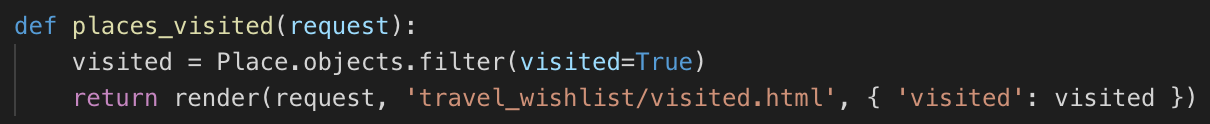 def places_visited(request):
    visited = Place.objects.filter(visited=True)
    return render(request, 'travel_wishlist/visited.html', { 'visited': visited })